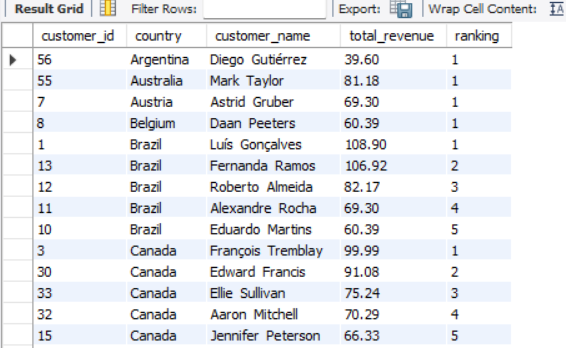 Result Grid Filter Rows: Export: Wrap Cell Content: IA
customer_id country customer_name total_revenue ranking
56 Argentina Diego Gutiérrez 39.60 1
55 Australia Mark Taylor 81.18 1
7 Austria Astrid Gruber 69.30 1
8 Belgium Daan Peeters 60.39 1
1 Brazil Luís Gonçalves 108.90 1
13 Brazil Fernanda Ramos 106.92 2
12 Brazil Roberto Almeida 82.17 3
11 Brazil Alexandre Rocha 69.30 4
10 Brazil Eduardo Martins 60.39 5
3 Canada François Tremblay 99.99 1
30 Canada Edward Francis 91.08 2
33 Canada Ellie Sullivan 75.24 3
32 Canada Aaron Mitchell 70.29 4
15 Canada Jennifer Peterson 66.33 5